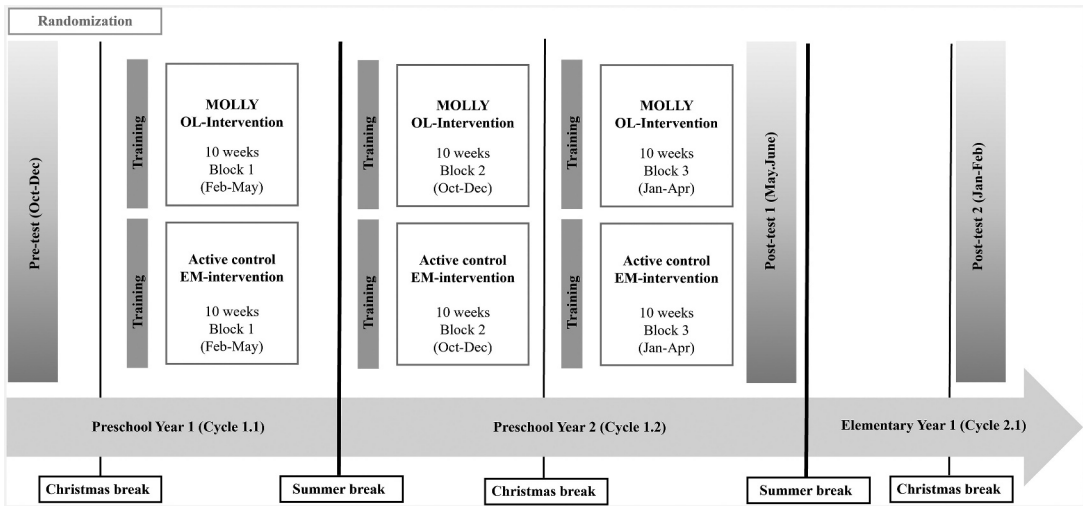 Randomization
Pre-test (Oct-Dec)
Training
MOLLY
OL-Intervention
10 weeks
Block 1
(Feb-May)
Training
Active control
EM-intervention
10 weeks
Block 1
(Feb-May)
Training
MOLLY
OL-Intervention
10 weeks
Block 2
(Oct-Dec)
Training
Active control
EM-intervention
10 weeks
Block 2
(Oct-Dec)
Training
MOLLY
OL-Intervention
10 weeks
Block 3
(Jan-Apr)
Training
Active control
EM-intervention
10 weeks
Block 3
(Jan-Apr)
Post-test 1 (May.June)
Post-test 2 (Jan-Feb)
Preschool Year 1 (Cycle 1.1)
Preschool Year 2 (Cycle 1.2)
Elementary Year 1 (Cycle 2.1)
Christmas break
Summer break
Christmas break
Summer break
Christmas break